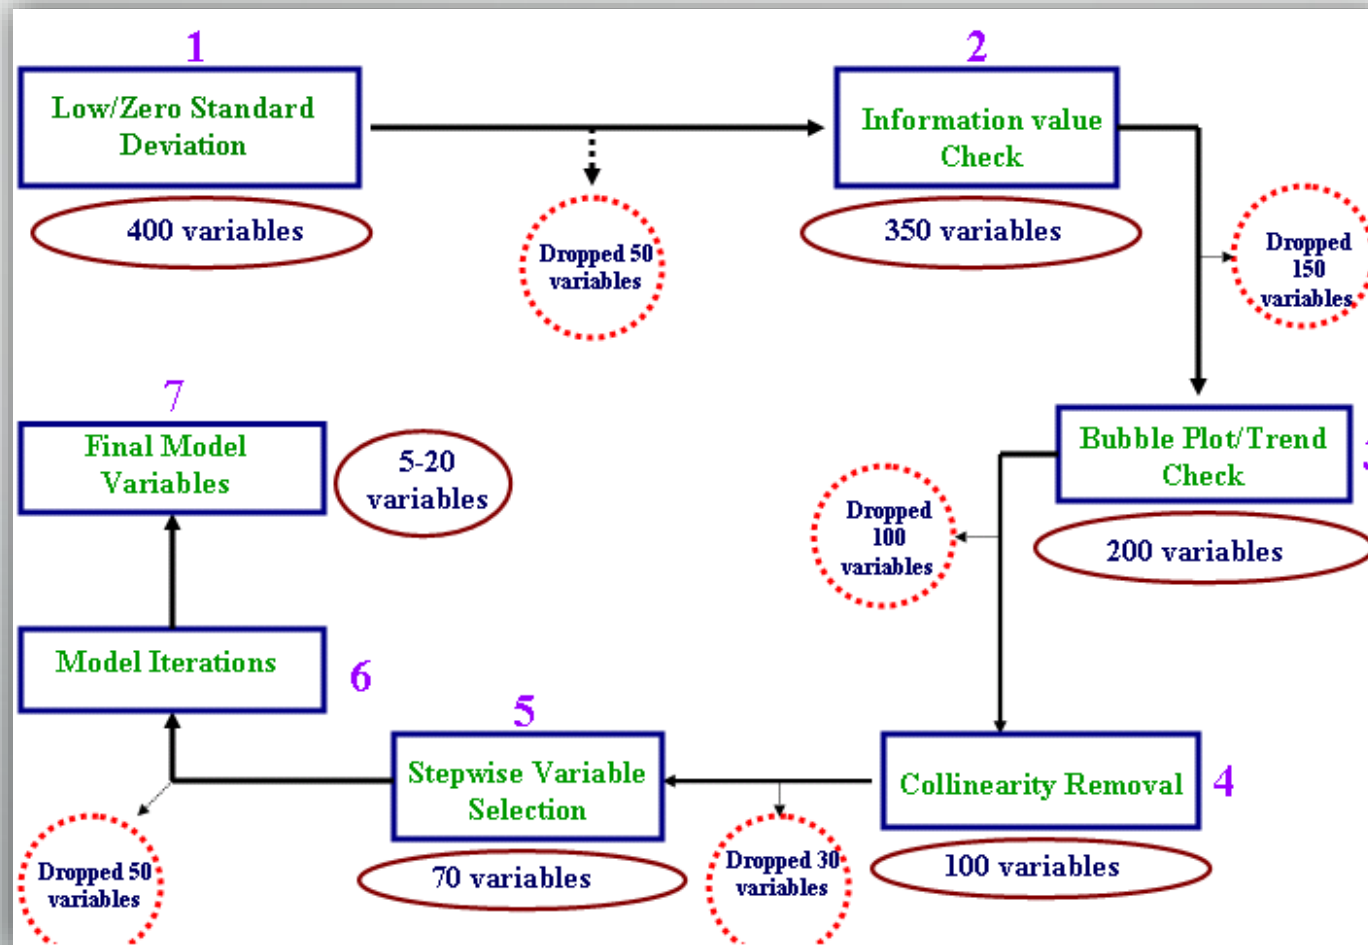 1
Low/Zero Standard
Deviation
400 variables
Dropped 50
variables
2
Information value
Check
350 variables
Dropped
150
variables
Bubble Plot/Trend
Check
200 variables
Dropped
100
variables
4
Collinearity Removal
100 variables
Dropped 30
variables
5
Stepwise Variable
Selection
70 variables
Dropped 50
variables
6
Model Iterations
7
Final Model
Variables
5-20
variables